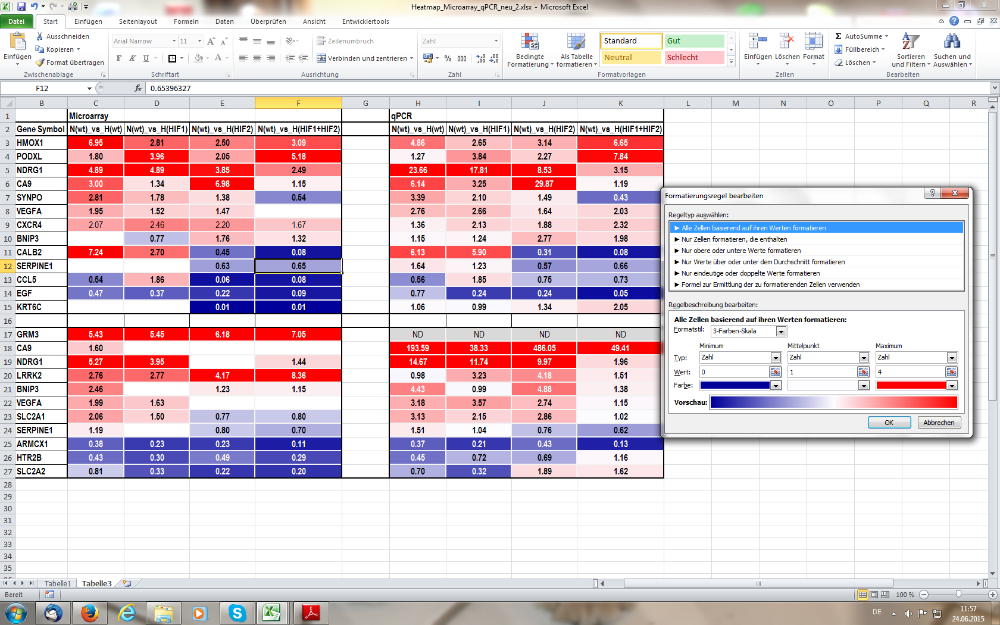 Heatmap_Microarray_qPCR_neu_2.xlsx - Microsoft Excel
Datei Start Einfügen Seitenlayout Formeln Daten Überprüfen Ansicht Entwicklertools
Einfügen
Ausschneiden
Kopieren
Format übertragen
Zwischenablage
Arial Narrow 11
F K U
Schriftart
Zeilenumbruch
Verbinden und zentrieren
Ausrichtung
Zahl
% 000
Zahl
Bedingte Formatierung
Als Tabelle formatieren
Standard Gut
Neutral Schlecht
Formatvorlagen
Einfügen Löschen Format
Zellen
Σ AutoSumme
Füllbereich
Löschen
Sortieren und Filtern
Suchen und Auswählen
Bearbeiten
F12 fx 0.65396327
B C D E F G H I J K L M N O P Q R
1 Microarray qPCR
2 Gene Symbol N(wt)_vs_H(wt) N(wt)_vs_H(HIF1) N(wt)_vs_H(HIF2) N(wt)_vs_H(HIF1+HIF2) N(wt)_vs_H(wt) N(wt)_vs_H(HIF1) N(wt)_vs_H(HIF2) N(wt)_vs_H(HIF1+HIF2)
3 HMOX1 6.95 2.81 2.50 3.09 4.86 2.65 3.14 6.65
4 PODXL 1.80 3.96 2.05 5.18 1.27 3.84 2.27 7.84
5 NDRG1 4.89 4.89 3.85 2.49 23.66 17.81 8.53 3.15
6 CA9 3.00 1.34 6.98 1.15 6.14 3.25 29.87 1.19
7 SYNPO 2.81 1.78 1.38 0.54 3.39 2.10 1.49 0.43
8 VEGFA 1.95 1.52 1.47 2.76 2.66 1.64 2.03
9 CXCR4 2.07 2.46 2.20 1.67 1.36 2.13 1.88 2.32
10 BNIP3 0.77 1.76 1.32 1.15 1.24 2.77 1.98
11 CALB2 7.24 2.70 0.45 0.08 6.13 5.90 0.31 0.08
12 SERPINE1 0.63 0.65 1.64 1.23 0.57 0.66
13 CCL5 0.54 1.86 0.06 0.08 0.56 1.85 0.75 0.73
14 EGF 0.47 0.37 0.22 0.09 0.77 0.24 0.24 0.05
15 KRT6C 0.01 0.01 1.06 0.99 1.34 2.05
16
17 GRM3 5.43 5.45 6.18 7.05 ND ND ND ND
18 CA9 1.60 193.59 38.33 486.05 49.41
19 NDRG1 5.27 3.95 1.44 14.67 11.74 9.97 1.96
20 LRRK2 2.76 2.77 4.17 8.36 0.98 3.23 4.18 1.51
21 BNIP3 2.46 1.23 1.15 4.43 0.99 4.88 1.38
22 VEGFA 1.99 1.63 3.18 3.57 2.74 1.15
23 SLC2A1 2.06 1.50 0.77 0.80 3.13 2.15 2.86 1.02
24 SERPINE1 1.19 0.80 0.70 1.51 1.04 0.76 0.62
25 ARMCX1 0.38 0.23 0.23 0.11 0.37 0.21 0.43 0.13
26 HTR2B 0.43 0.30 0.49 0.29 0.45 0.72 0.69 1.16
27 SLC2A2 0.81 0.33 0.22 0.20 0.70 0.32 1.89 1.62
28
29
30
31
32
33
34
35
Formatierungsregel bearbeiten
Regeltyp auswählen:
► Alle Zellen basierend auf ihren Werten formatieren
► Nur Zellen formatieren, die enthalten
► Nur obere oder untere Werte formatieren
► Nur Werte über oder unter dem Durchschnitt formatieren
► Nur eindeutige oder doppelte Werte formatieren
► Formel zur Ermittlung der zu formatierenden Zellen verwenden
Regelbeschreibung bearbeiten:
Alle Zellen basierend auf ihren Werten formatieren:
Formatstil: 3-Farben-Skala
Minimum Mittelpunkt Maximum
Typ: Zahl Zahl Zahl
Wert: 0 1 4
Farbe:
Vorschau:
OK Abbrechen
Tabelle1 Tabelle3
Bereit 100 %
DE 11:57
24.06.2015